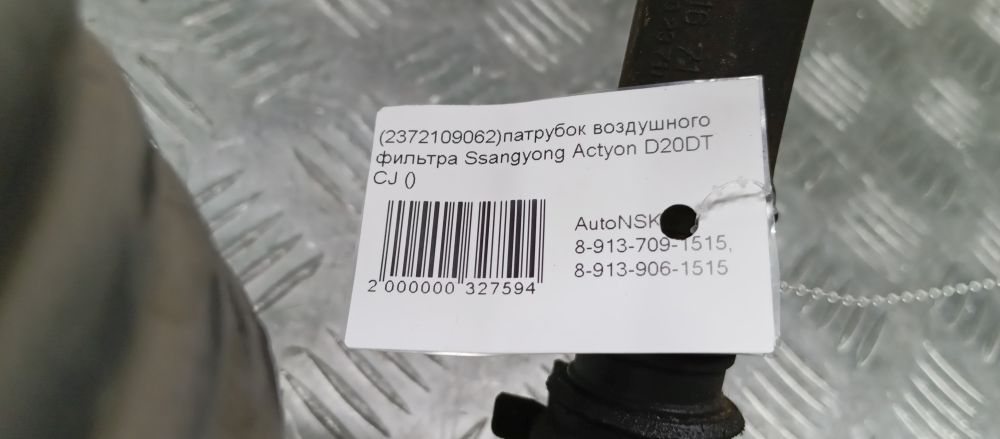 (2372109062)патрубок воздушного
фильтра Ssangyong Actyon D20DT
CJ ()
AutoNSK
8-913-709-1515,
8-913-906-1515
2 000000 327594